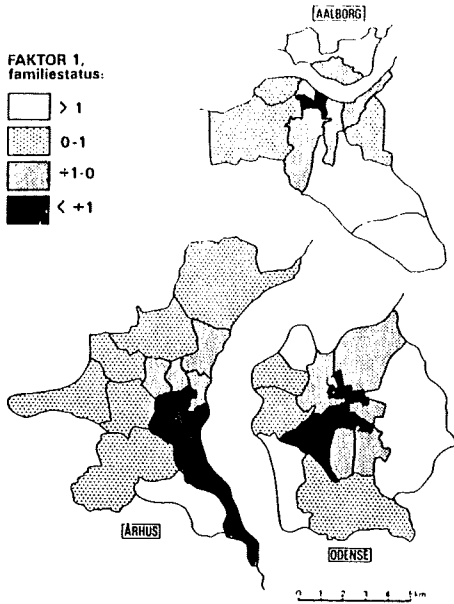 AALBORG
FAKTOR 1,
familiestatus:
> 1
0-1
÷1-0
< ÷1
ÅRHUS
ODENSE
0 1 2 3 4 5 km